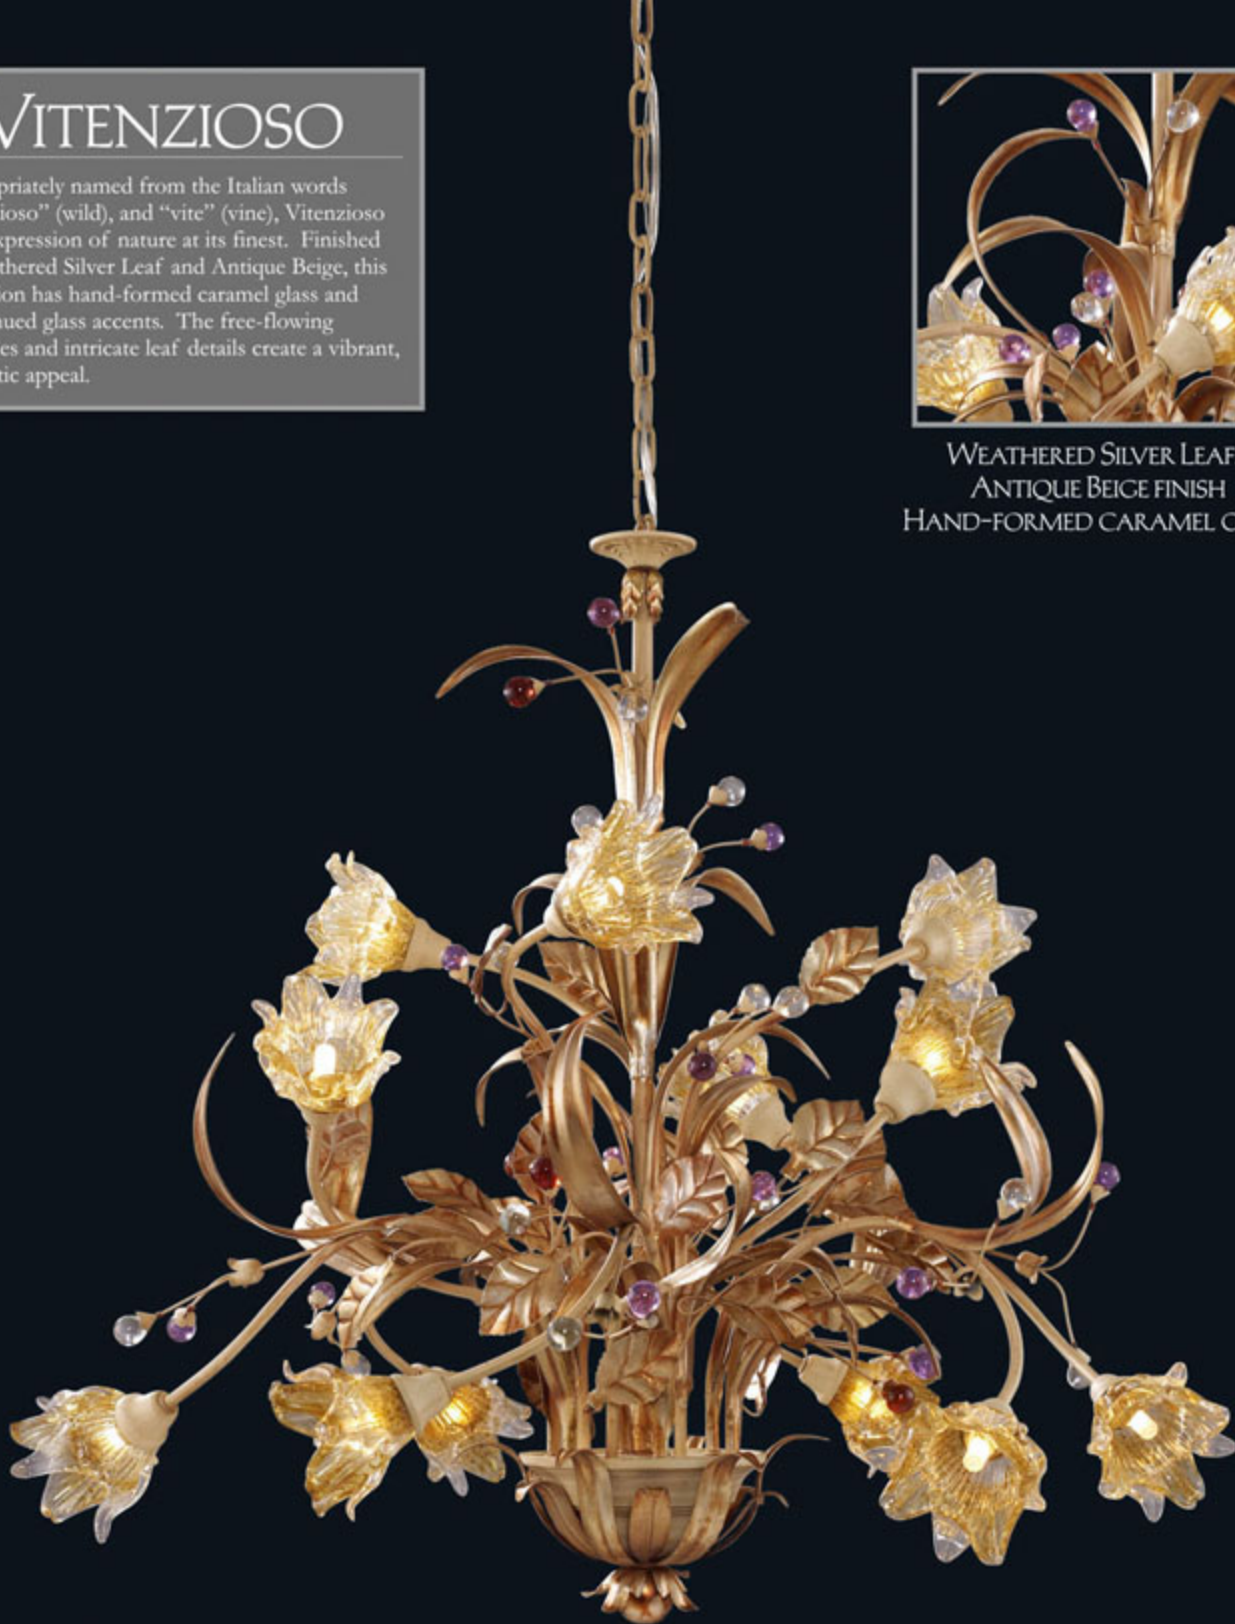 VITENZIOSO
priately named from the Italian words
ioso” (wild), and “vite” (vine), Vitenzioso
xpression of nature at its finest. Finished
thered Silver Leaf and Antique Beige, this
ion has hand-formed caramel glass and
ued glass accents. The free-flowing
es and intricate leaf details create a vibrant,
tic appeal.
WEATHERED SILVER LEAF
ANTIQUE BEIGE FINISH
HAND-FORMED CARAMEL